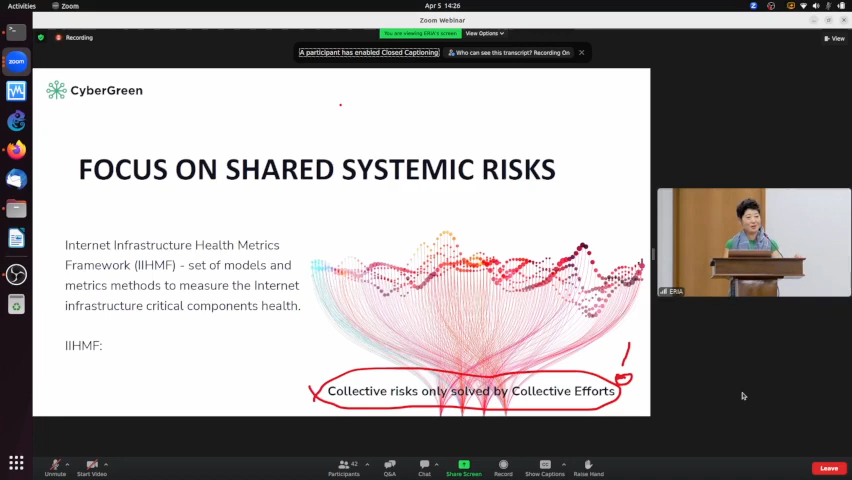 Activities
Zoom
Apr 5 14:26
Zoom Webinar
Recording
You are viewing ERIA's screen
View Options
View
A participant has enabled Closed Captioning
Who can see this transcript? Recording On
CyberGreen
FOCUS ON SHARED SYSTEMIC RISKS
Internet Infrastructure Health Metrics
Framework (IIHMF) - set of models and
metrics methods to measure the Internet
infrastructure critical components health.
IIHMF:
Collective risks only solved by Collective Efforts
ERIA
zoom
Unmute
Start Video
Participants
42
Q&A
Chat
Share Screen
Record
Show Captions
Raise Hand
Leave